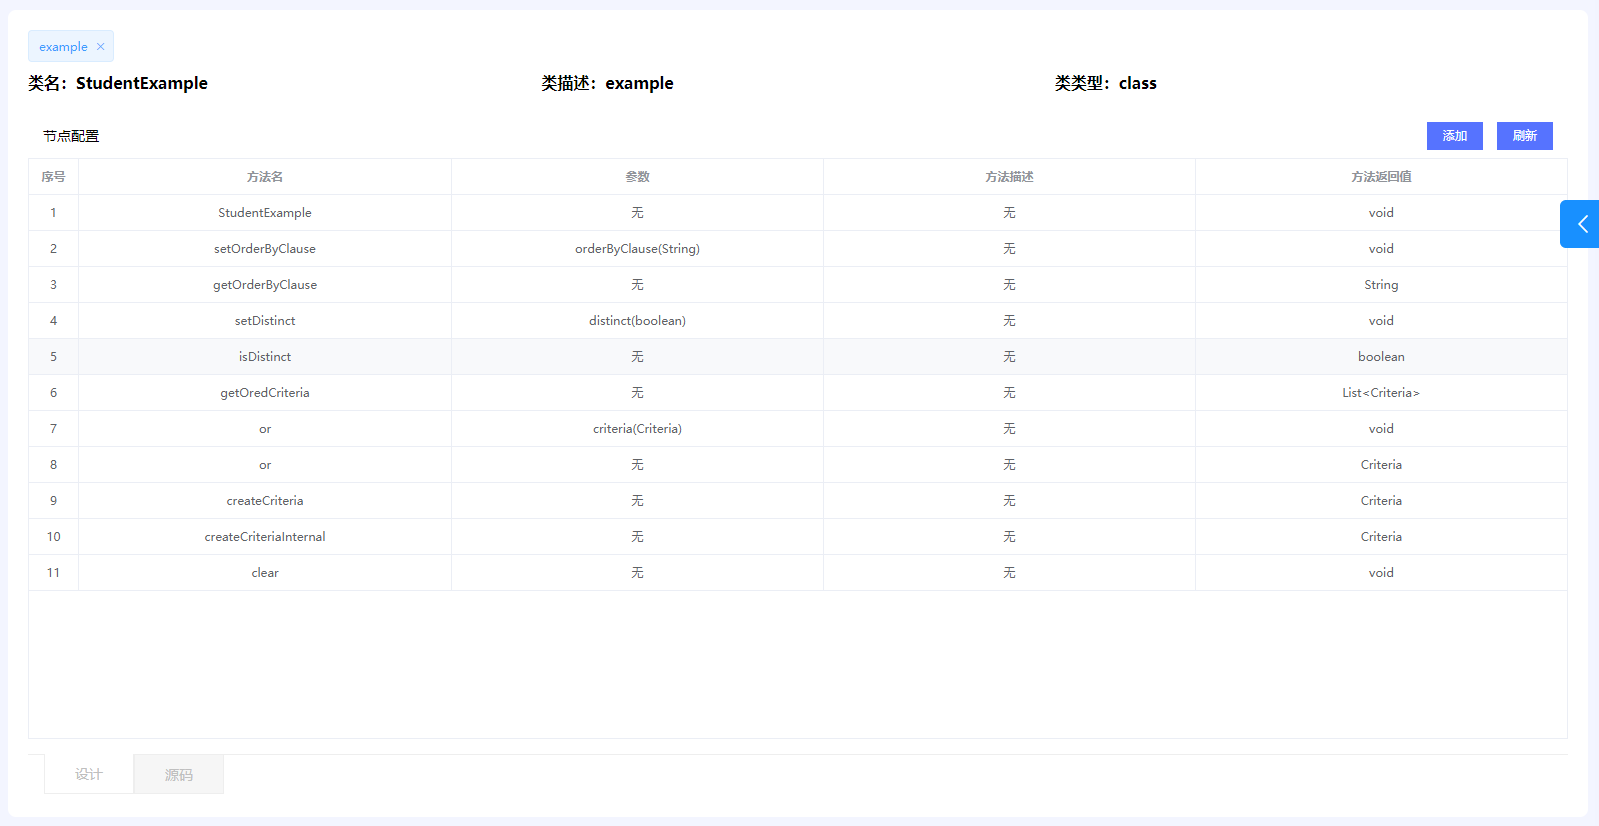 example ×
类名：StudentExample 类描述：example 类类型：class
节点配置 添加 刷新
序号 方法名 参数 方法描述 方法返回值
1 StudentExample 无 无 void
2 setOrderByClause orderByClause(String) 无 void
3 getOrderByClause 无 无 String
4 setDistinct distinct(boolean) 无 void
5 isDistinct 无 无 boolean
6 getOredCriteria 无 无 List<Criteria>
7 or criteria(Criteria) 无 void
8 or 无 无 Criteria
9 createCriteria 无 无 Criteria
10 createCriteriaInternal 无 无 Criteria
11 clear 无 无 void
设计 源码